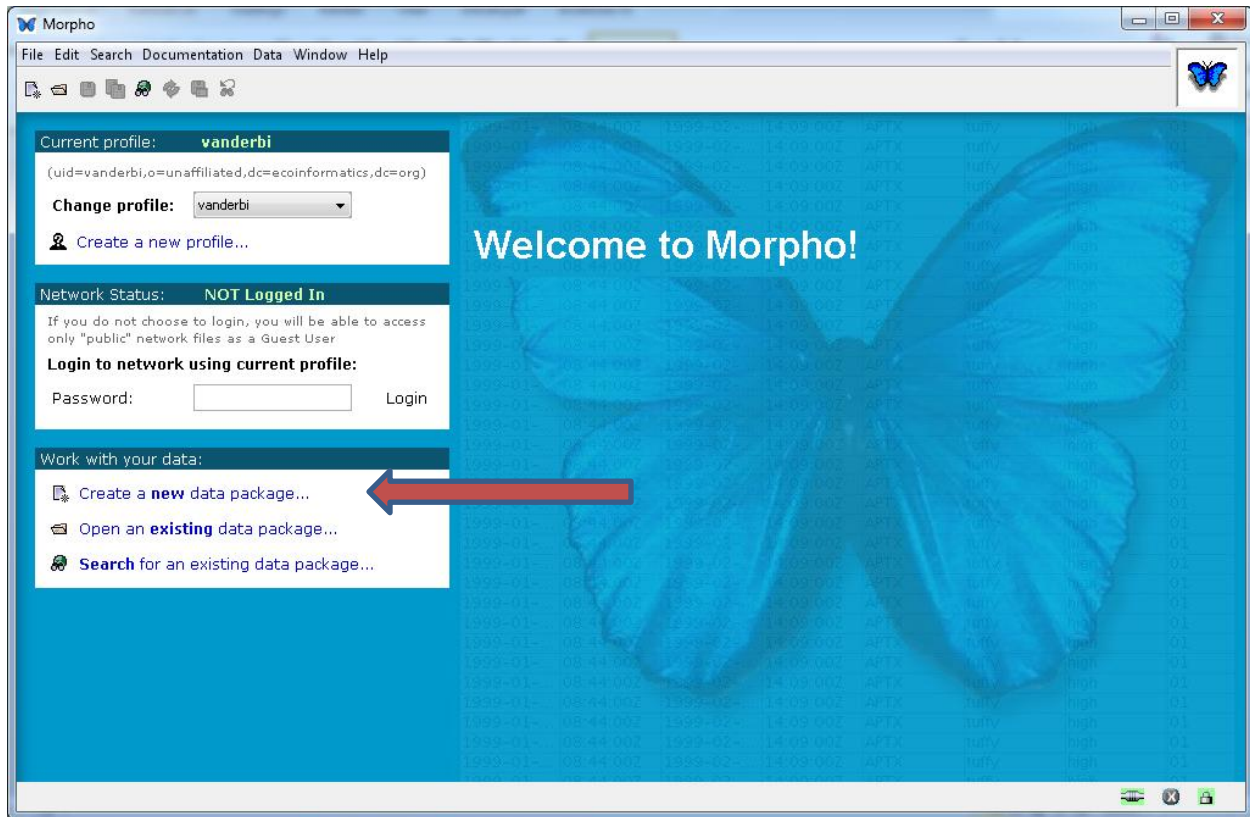 Morpho
File Edit Search Documentation Data Window Help
Current profile: vanderbi
(uid=vanderbi,o=unaffiliated,dc=ecoinformatics,dc=org)
Change profile: vanderbi
Create a new profile...
Welcome to Morpho!
Network Status: NOT Logged In
If you do not choose to login, you will be able to access
only "public" network files as a Guest User
Login to network using current profile:
Password: Login
Work with your data:
Create a new data package...
Open an existing data package...
Search for an existing data package...